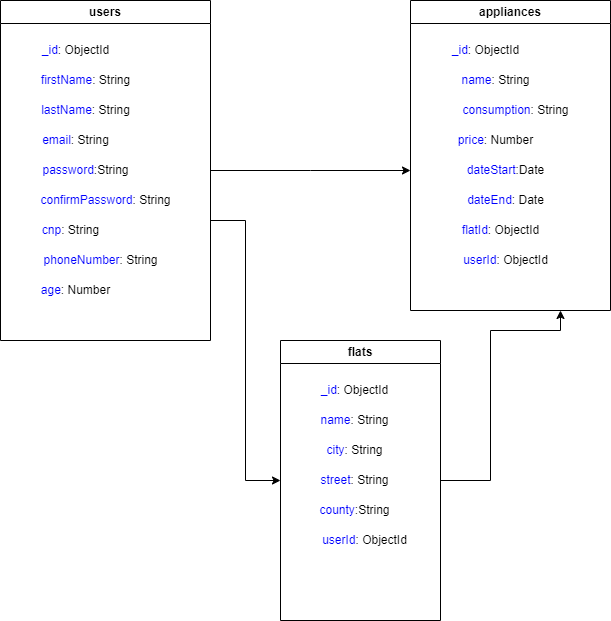 users
_id: ObjectId
firstName: String
lastName: String
email: String
password:String
confirmPassword: String
cnp: String
phoneNumber: String
age: Number
appliances
_id: ObjectId
name: String
consumption: String
price: Number
dateStart:Date
dateEnd: Date
flatId: ObjectId
userId: ObjectId
flats
_id: ObjectId
name: String
city: String
street: String
county:String
userId: ObjectId